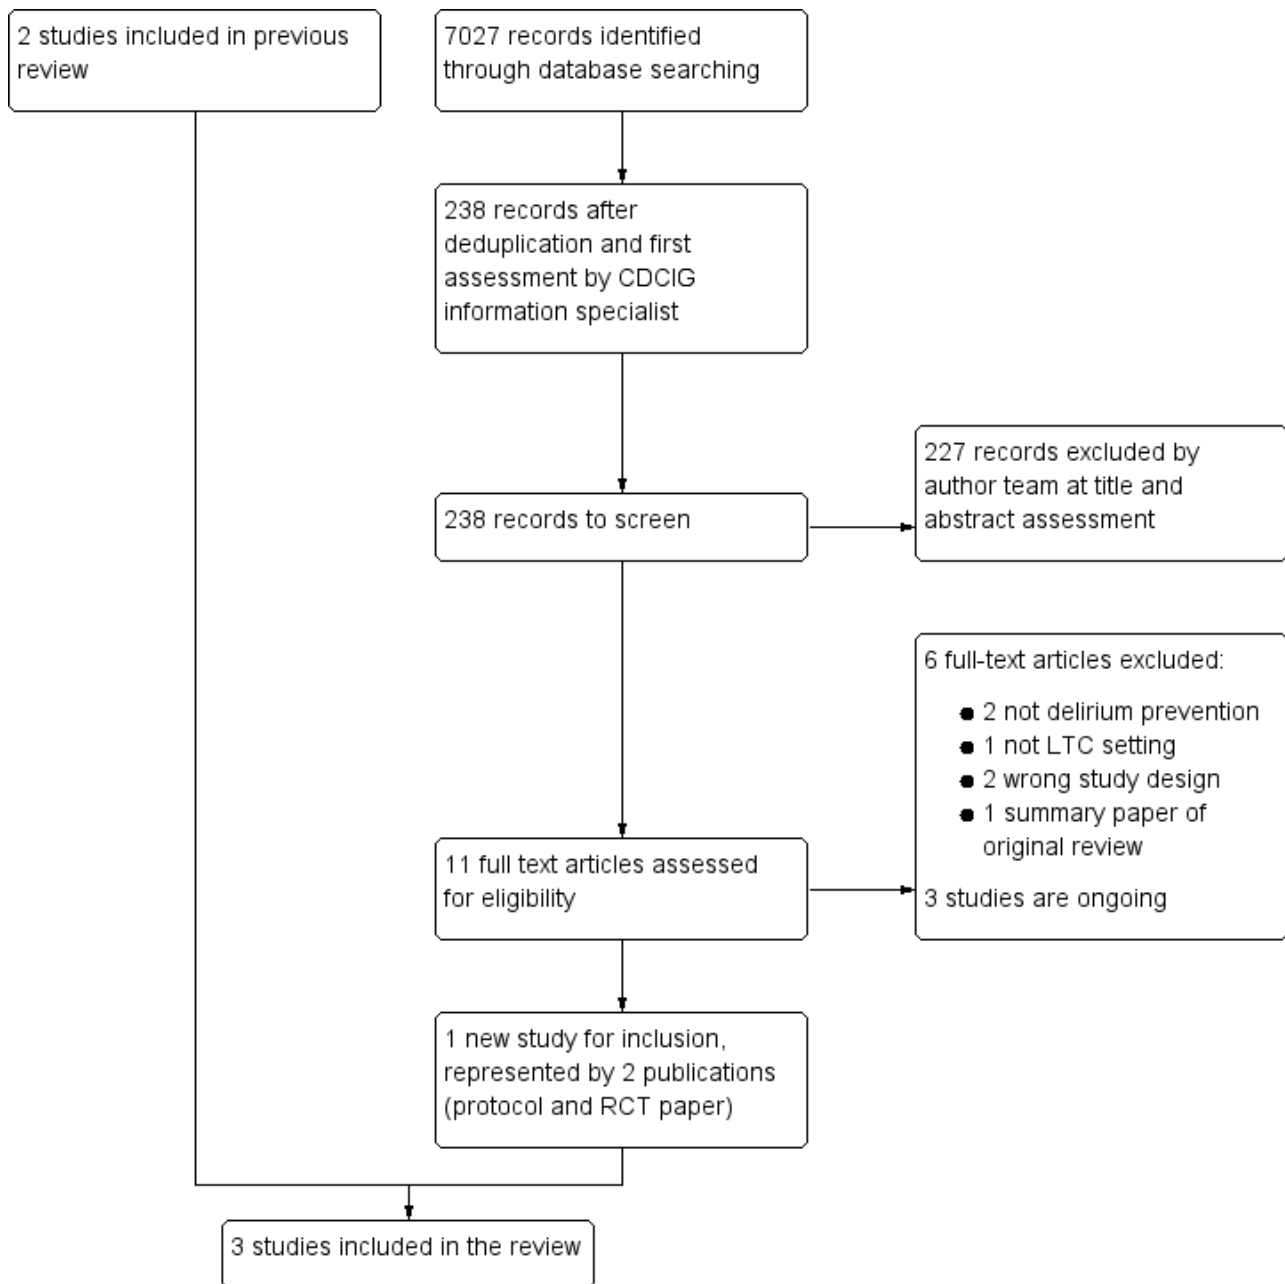 2 studies included in previous
review
7027 records identified
through database searching
238 records after
deduplication and first
assessment by CDCIG
information specialist
238 records to screen
227 records excluded by
author team at title and
abstract assessment
11 full text articles assessed
for eligibility
6 full-text articles excluded:
● 2 not delirium prevention
● 1 not LTC setting
● 2 wrong study design
● 1 summary paper of
original review
3 studies are ongoing
1 new study for inclusion,
represented by 2 publications
(protocol and RCT paper)
3 studies included in the review